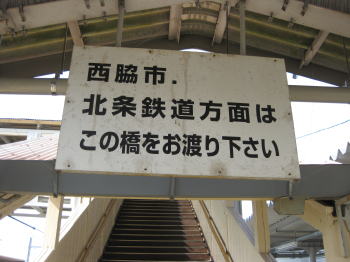 西脇市.
北条鉄道方面は
この橋をお渡り下さい